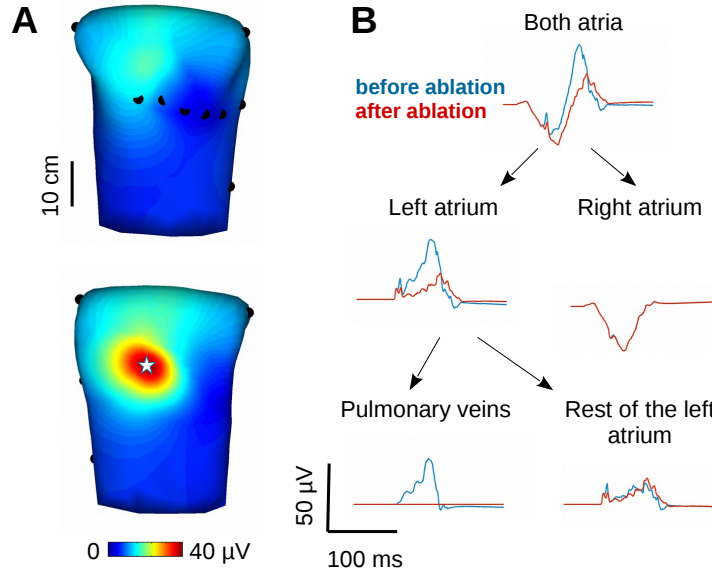 A
B
Both atria
before ablation
after ablation
10 cm
Left atrium
Right atrium
Pulmonary veins
Rest of the left
atrium
50 µV
100 ms
0
40 µV